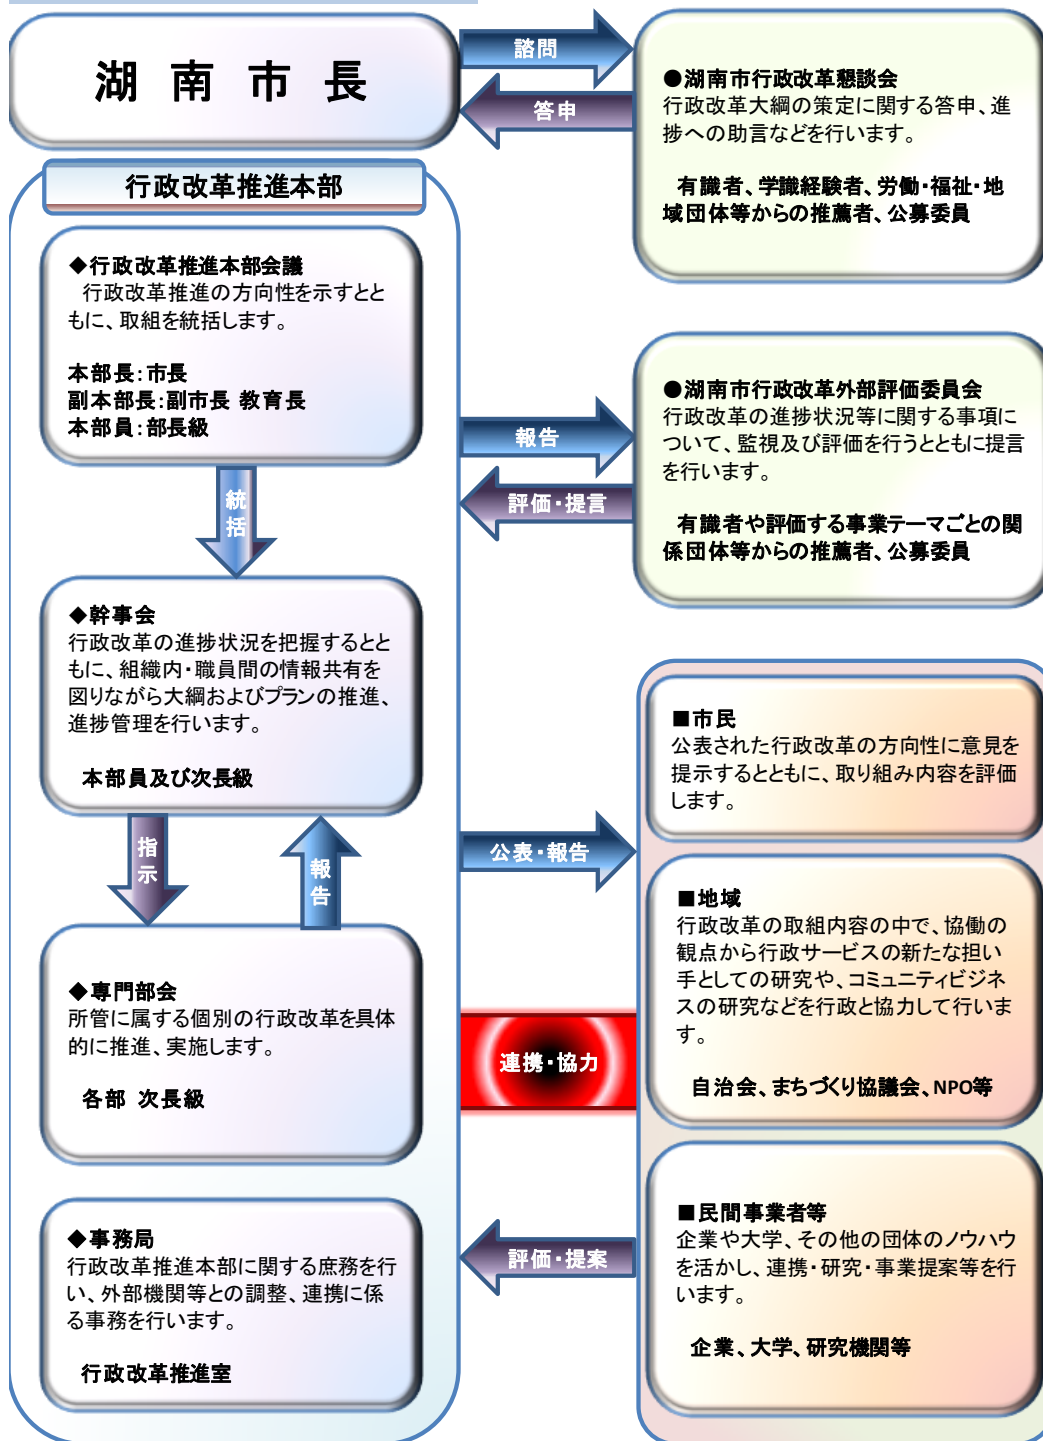 湖南市長
諮問
答申
●湖南市行政改革懇談会
行政改革大綱の策定に関する答申、進
捗への助言などを行います。
有識者、学識経験者、労働・福祉・地
域団体等からの推薦者、公募委員
行政改革推進本部
◆行政改革推進本部会議
行政改革推進の方向性を示すとと
もに、取組を統括します。
本部長:市長
副本部長:副市長 教育長
本部員:部長級
統括
報告
評価・提言
●湖南市行政改革外部評価委員会
行政改革の進捗状況等に関する事項に
ついて、監視及び評価を行うとともに提言
を行います。
有識者や評価する事業テーマごとの関
係団体等からの推薦者、公募委員
◆幹事会
行政改革の進捗状況を把握するとと
もに、組織内・職員間の情報共有を
図りながら大綱およびプランの推進、
進捗管理を行います。
本部員及び次長級
指示
報告
◆専門部会
所管に属する個別の行政改革を具体
的に推進、実施します。
各部 次長級
◆事務局
行政改革推進本部に関する庶務を行
い、外部機関等との調整、連携に係
る事務を行います。
行政改革推進室
公表・報告
連携・協力
評価・提案
■市民
公表された行政改革の方向性に意見を
提示するとともに、取り組み内容を評価
します。
■地域
行政改革の取組内容の中で、協働の
観点から行政サービスの新たな担い
手としての研究や、コミュニティビジネ
スの研究などを行政と協力して行いま
す。
自治会、まちづくり協議会、NPO等
■民間事業者等
企業や大学、その他の団体のノウハウ
を活かし、連携・研究・事業提案等を行
います。
企業、大学、研究機関等